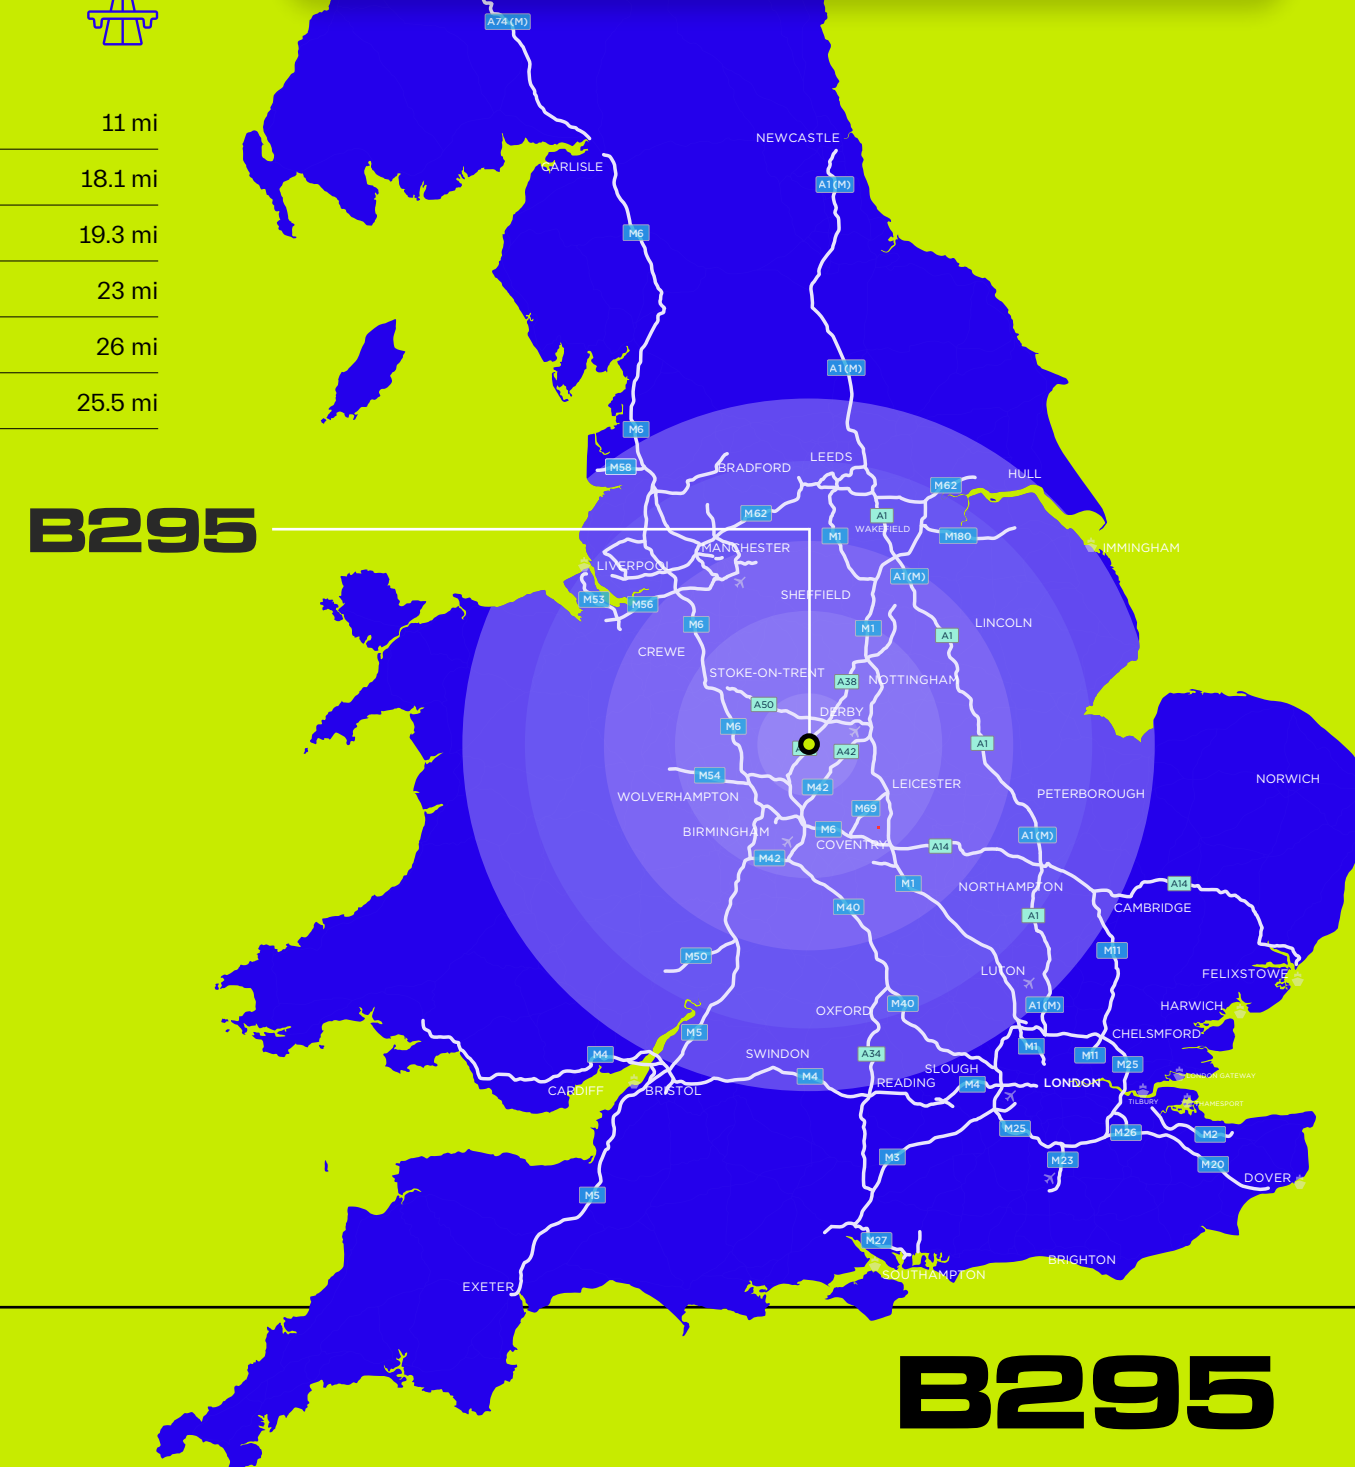 A74(M)
11 mi
NEWCASTLE
CARLISLE
18.1 mi
A1(M)
19.3 mi
M6
23 mi
26 mi
A1(M)
25.5 mi
M6
LEEDS
M58
BRADFORD
HULL
M62
M62
A1
B295
WAKEFIELD
M1
M180
MANCHESTER
IMMINGHAM
LIVERPOOL
A1(M)
SHEFFIELD
M53
M56
M6
M1
LINCOLN
A1
CREWE
STOKE-ON-TRENT
A38
NOTTINGHAM
A50
DERBY
M6
A42
A1
M54
M42
LEICESTER
NORWICH
WOLVERHAMPTON
PETERBOROUGH
M69
BIRMINGHAM
M6
A1(M)
COVENTRY
A14
M42
M1
NORTHAMPTON
A14
M40
CAMBRIDGE
A1
M50
M11
LUTON
FELIXSTOWE
OXFORD
M40
A1(M)
HARWICH
M5
CHELSMFORD
M4
SWINDON
A34
M1
M11
M25
SLOUGH
M4
READING
M4
LONDON
LONDON GATEWAY
CARDIFF
BRISTOL
TILBURY
THAMESPORT
M25
M26
M2
M3
M23
M20
DOVER
M5
M27
BRIGHTON
SOUTHAMPTON
EXETER
B295